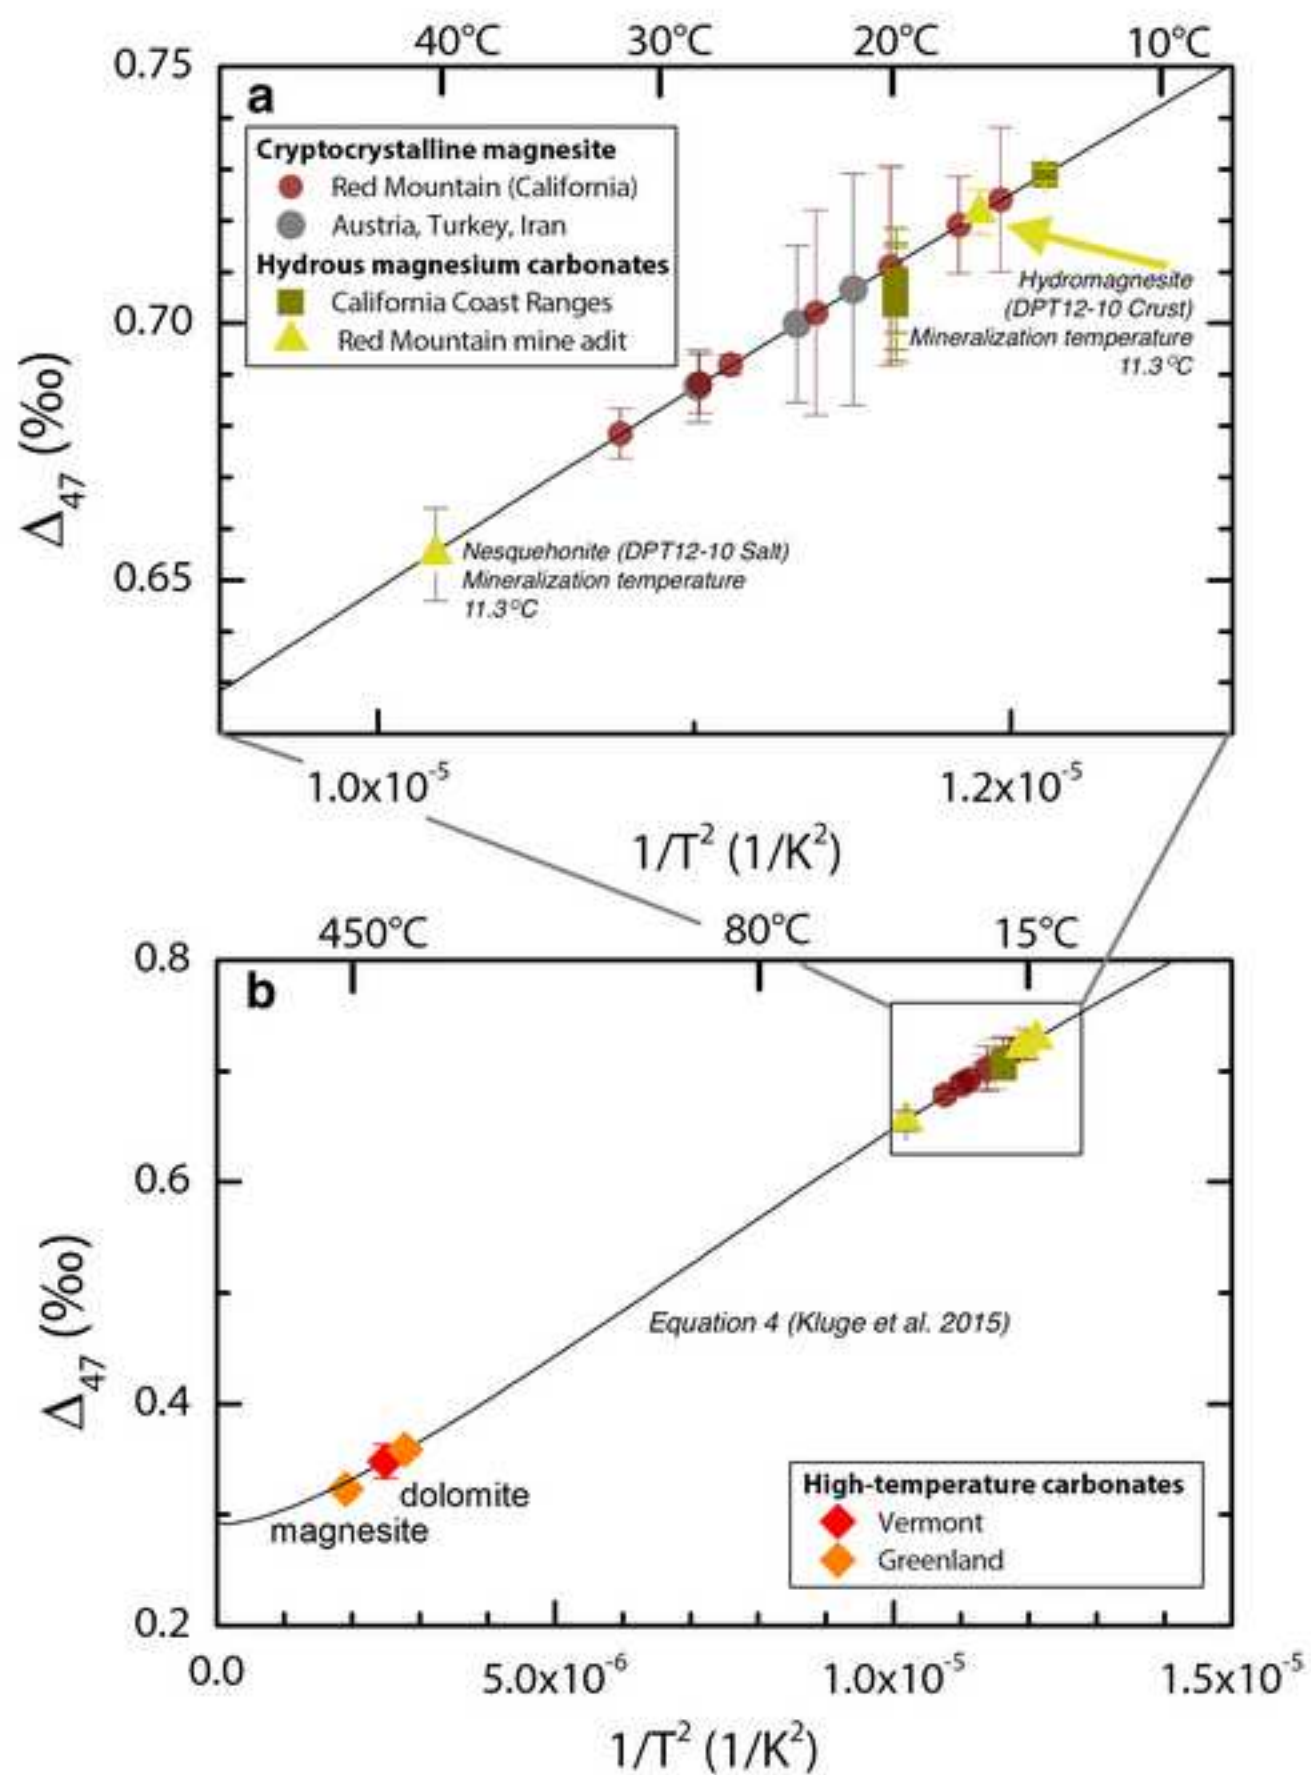 40°C 30°C 20°C 10°C
0.75
a
Cryptocrystalline magnesite
Red Mountain (California)
Austria, Turkey, Iran
Hydrous magnesium carbonates
California Coast Ranges
Red Mountain mine adit
0.70
Hydromagnesite
(DPT12-10 Crust)
Mineralization temperature
11.3°C
Δ47 (‰)
Nesquehonite (DPT12-10 Salt)
Mineralization temperature
11.3°C
0.65
1.0x10-5 1.2x10-5
1/T2 (1/K2)
450°C 80°C 15°C
0.8
b
0.6
Δ47 (‰)
Equation 4 (Kluge et al. 2015)
0.4
dolomite
magnesite
High-temperature carbonates
Vermont
Greenland
0.2
0.0 5.0x10-6 1.0x10-5 1.5x10-5
1/T2 (1/K2)